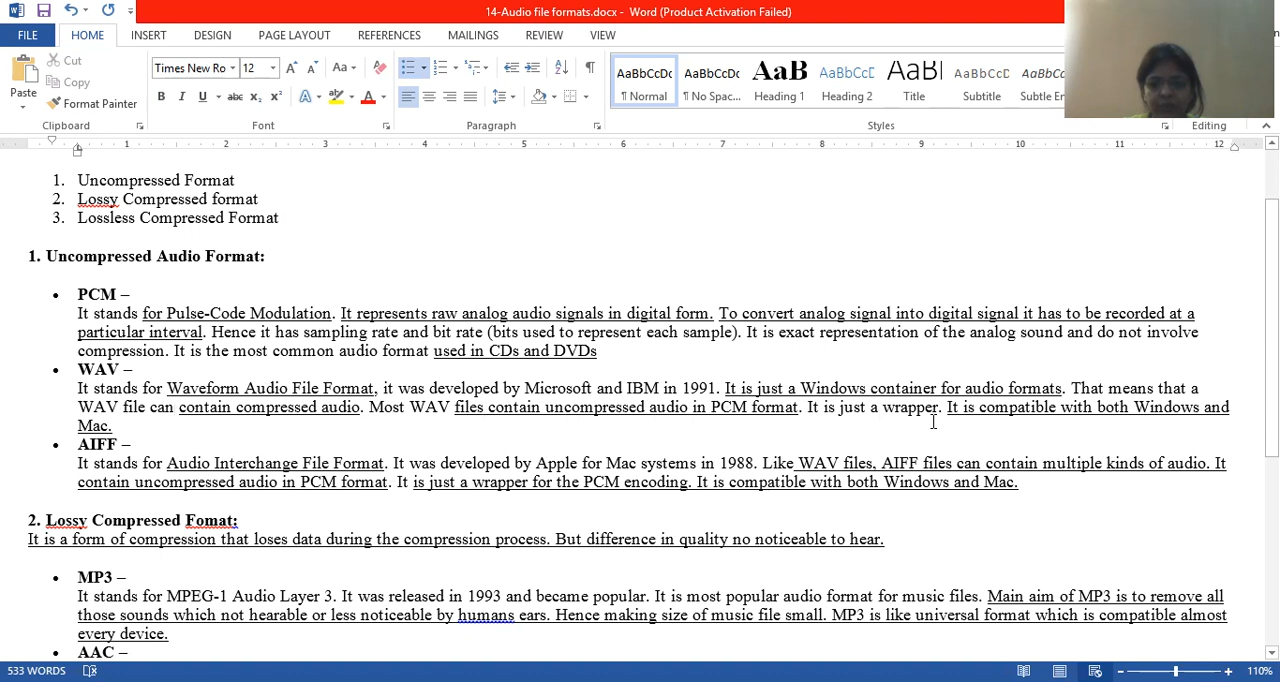 14-Audio file formats.docx - Word (Product Activation Failed)
FILE HOME INSERT DESIGN PAGE LAYOUT REFERENCES MAILINGS REVIEW VIEW
Paste
Cut
Copy
Format Painter
Times New Ro 12
AaBbCcDc AaBbCcDc AaB AaBbCcDc
¶ Normal ¶ No Spac... Heading 1 Heading 2 Title Subtitle Subtle Em
Clipboard Font Paragraph Styles Editing
1 2 3 4 5 6 7 8 9 10 11 12
1. Uncompressed Format
2. Lossy Compressed format
3. Lossless Compressed Format
1. Uncompressed Audio Format:
• PCM –
It stands for Pulse-Code Modulation. It represents raw analog audio signals in digital form. To convert analog signal into digital signal it has to be recorded at a
particular interval. Hence it has sampling rate and bit rate (bits used to represent each sample). It is exact representation of the analog sound and do not involve
compression. It is the most common audio format used in CDs and DVDs
• WAV –
It stands for Waveform Audio File Format, it was developed by Microsoft and IBM in 1991. It is just a Windows container for audio formats. That means that a
WAV file can contain compressed audio. Most WAV files contain uncompressed audio in PCM format. It is just a wrapper. It is compatible with both Windows and
Mac.
• AIFF –
It stands for Audio Interchange File Format. It was developed by Apple for Mac systems in 1988. Like WAV files, AIFF files can contain multiple kinds of audio. It
contain uncompressed audio in PCM format. It is just a wrapper for the PCM encoding. It is compatible with both Windows and Mac.
2. Lossy Compressed Fomat:
It is a form of compression that loses data during the compression process. But difference in quality no noticeable to hear.
• MP3 –
It stands for MPEG-1 Audio Layer 3. It was released in 1993 and became popular. It is most popular audio format for music files. Main aim of MP3 is to remove all
those sounds which not hearable or less noticeable by humans ears. Hence making size of music file small. MP3 is like universal format which is compatible almost
every device.
• AAC –
533 WORDS 110%